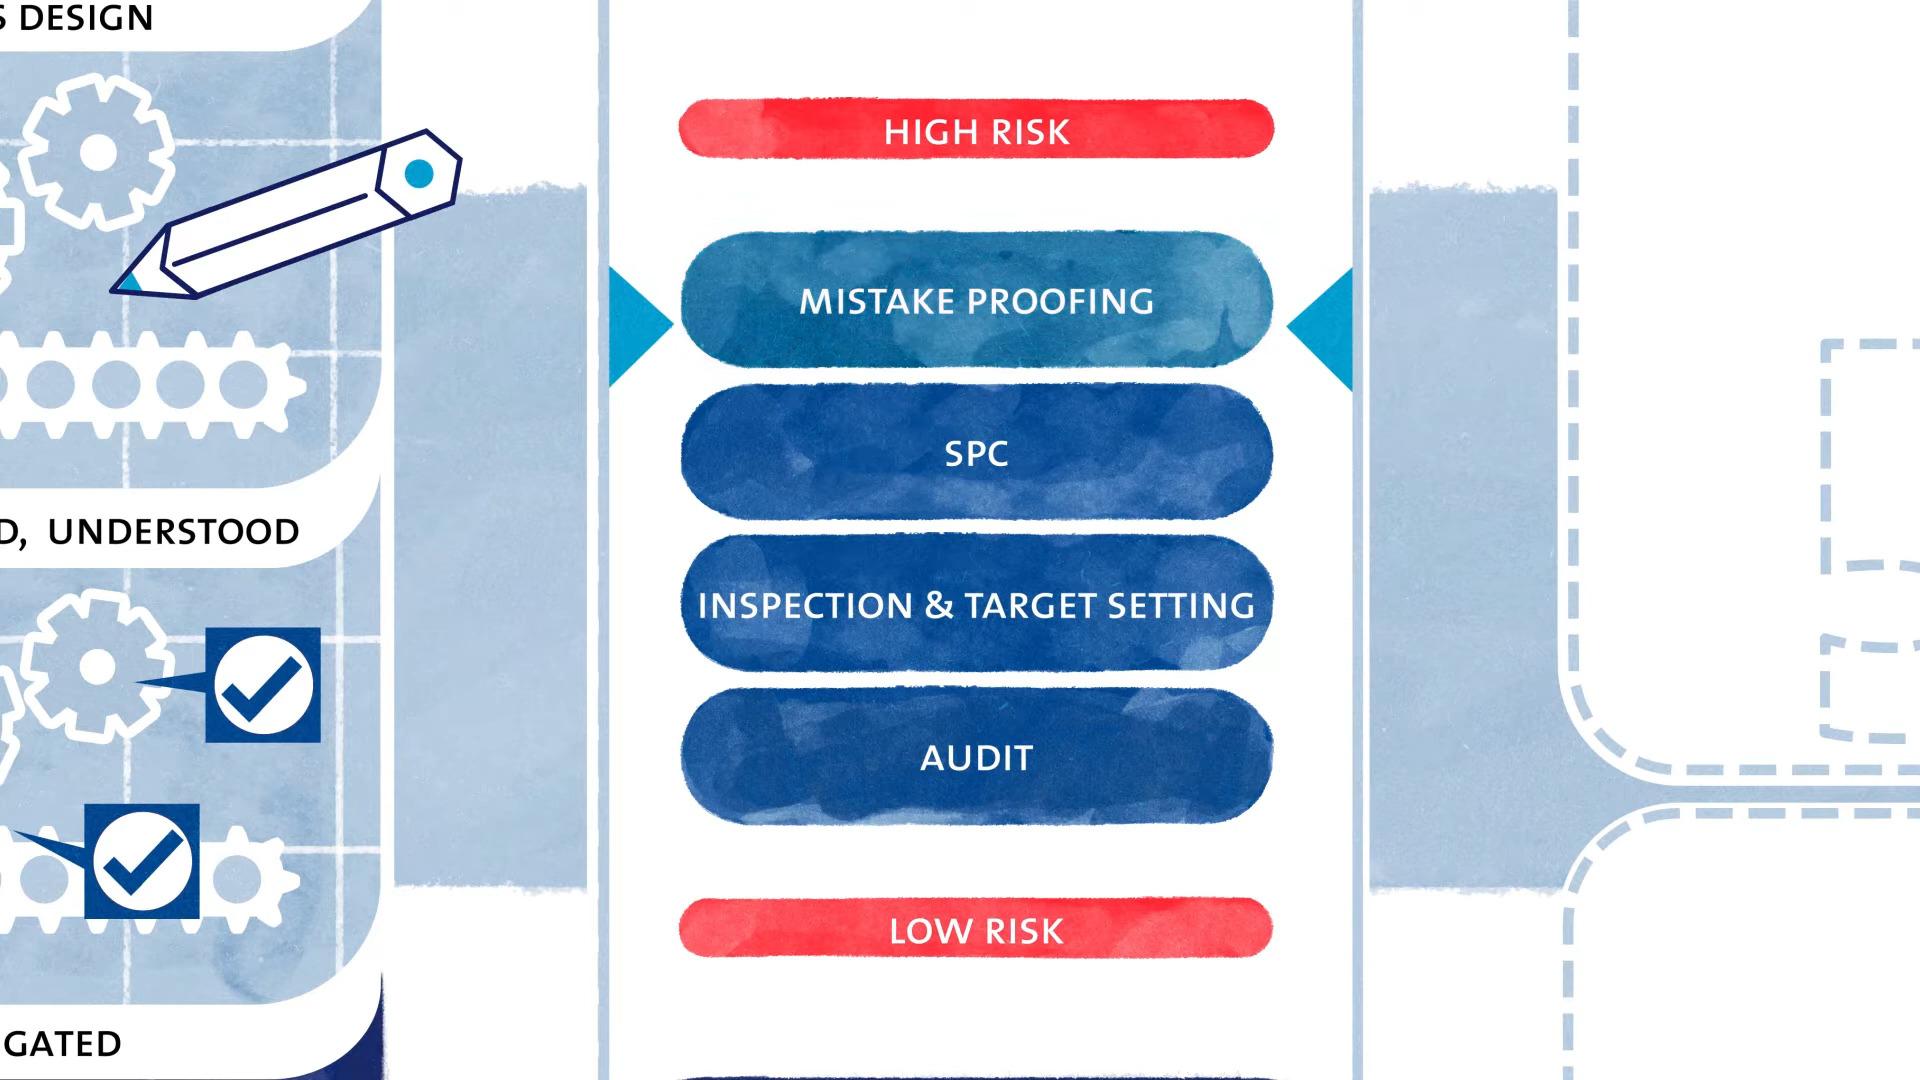 S DESIGN
HIGH RISK
MISTAKE PROOFING
SPC
D, UNDERSTOOD
INSPECTION & TARGET SETTING
AUDIT
LOW RISK
GATED